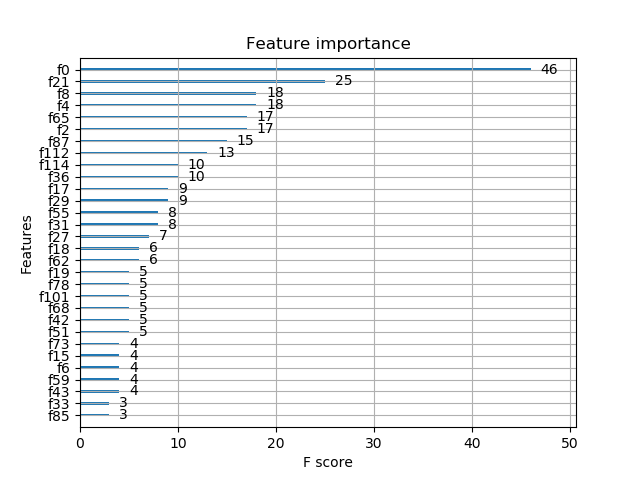 Feature importance
Features
f0 46
f21 25
f8 18
f4 18
f65 17
f2 17
f87 15
f112 13
f114 10
f36 10
f17 9
f29 9
f55 8
f31 8
f27 7
f18 6
f62 6
f19 5
f78 5
f101 5
f68 5
f42 5
f51 5
f73 4
f15 4
f6 4
f59 4
f43 4
f33 3
f85 3
0 10 20 30 40 50
F score